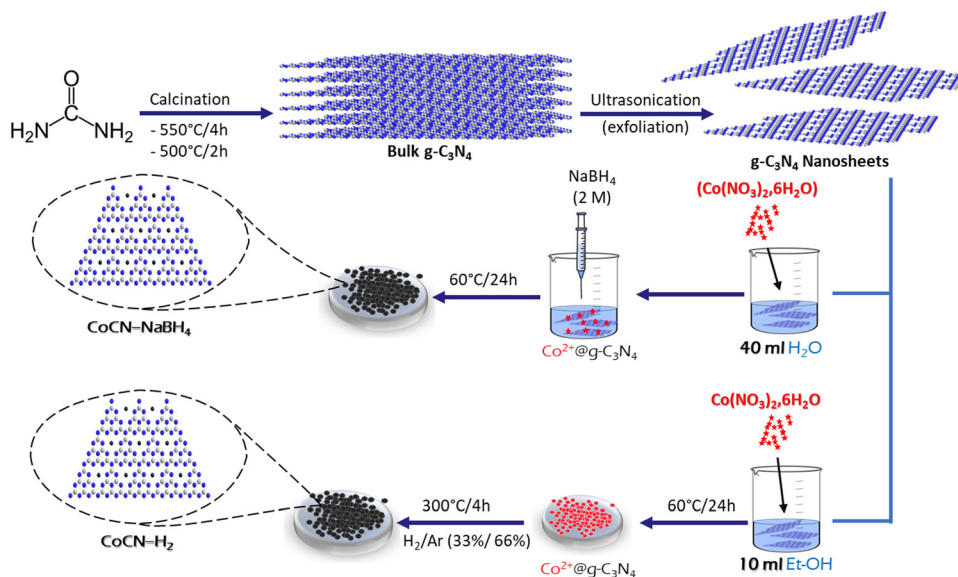 O
C
H₂N NH₂
Calcination
- 550°C/4h
- 500°C/2h
Bulk g-C₃N₄
Ultrasonication
(exfoliation)
g-C₃N₄ Nanosheets
CoCN–NaBH₄
60°C/24h
NaBH₄
(2 M)
Co²⁺@g-C₃N₄
(Co(NO₃)₂,6H₂O)
40 ml H₂O
CoCN–H₂
300°C/4h
H₂/Ar (33%/ 66%)
Co²⁺@g-C₃N₄
60°C/24h
Co(NO₃)₂,6H₂O
10 ml Et-OH